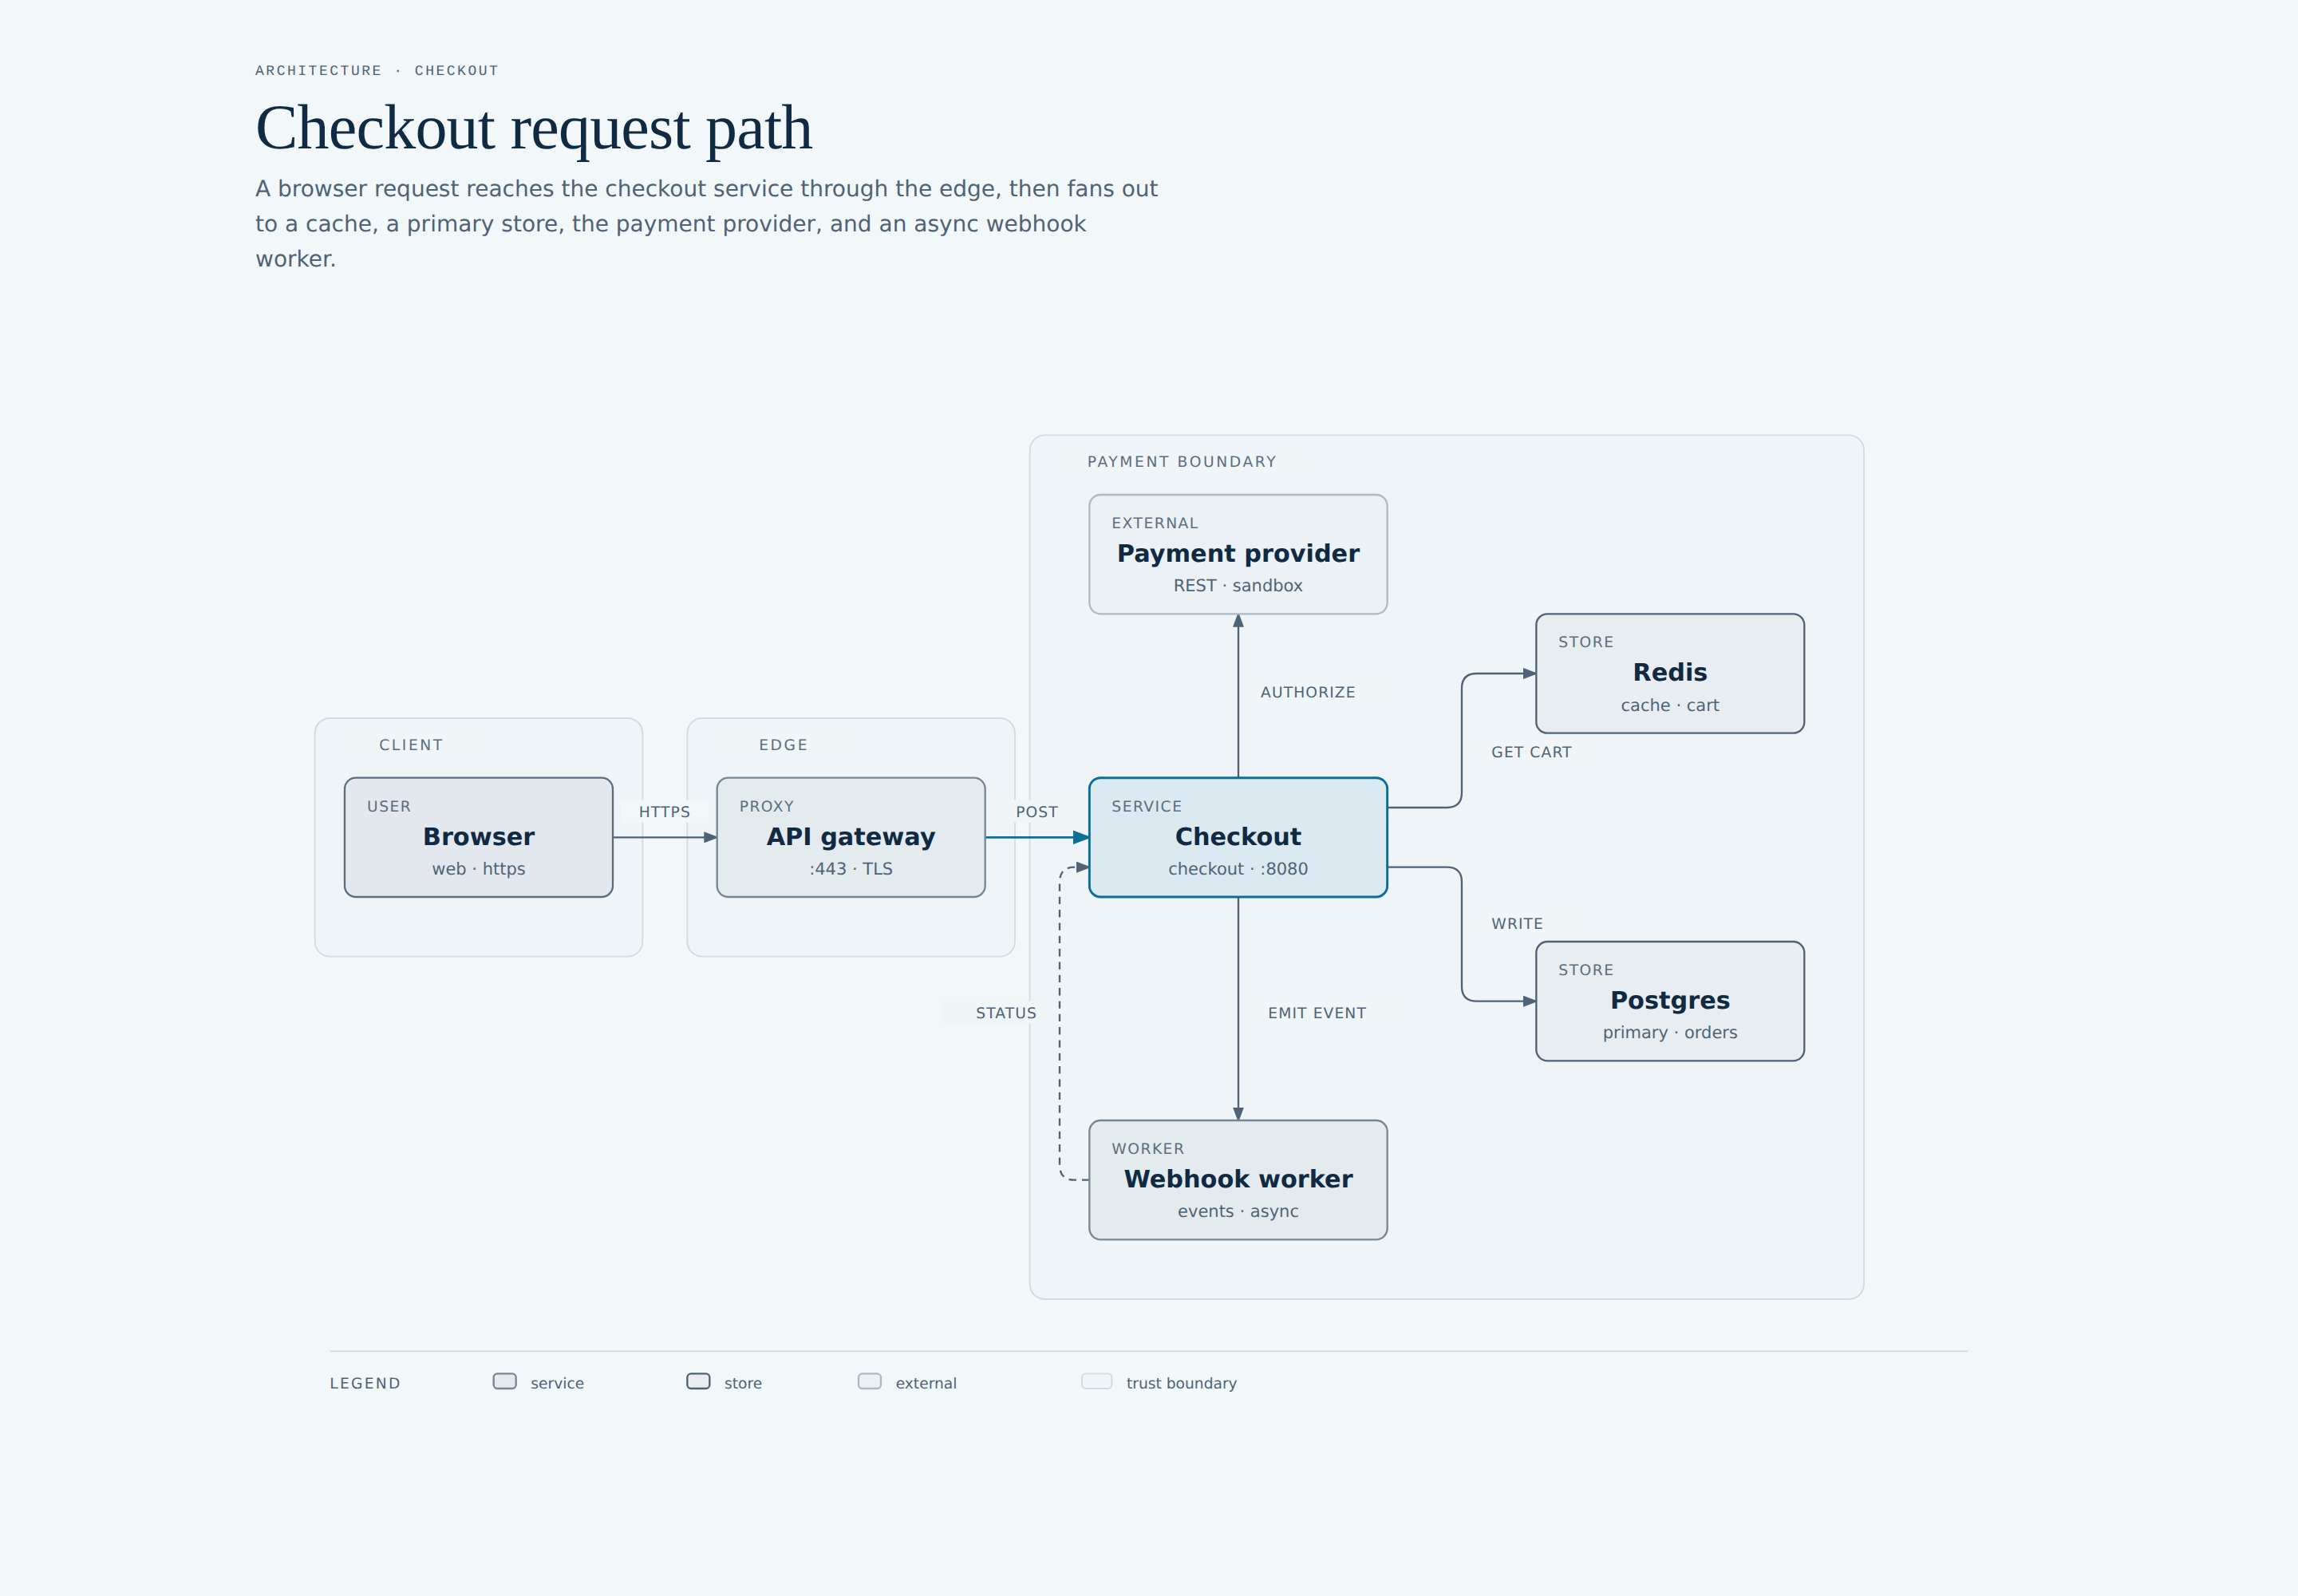 ARCHITECTURE · CHECKOUT
Checkout request path
A browser request reaches the checkout service through the edge, then fans out
to a cache, a primary store, the payment provider, and an async webhook
worker.
PAYMENT BOUNDARY
EXTERNAL
Payment provider
REST · sandbox
STORE
Redis
cache · cart
AUTHORIZE
GET CART
CLIENT
USER
Browser
web · https
HTTPS
EDGE
PROXY
API gateway
:443 · TLS
POST
SERVICE
Checkout
checkout · :8080
WRITE
STORE
Postgres
primary · orders
STATUS
EMIT EVENT
WORKER
Webhook worker
events · async
LEGEND
service
store
external
trust boundary